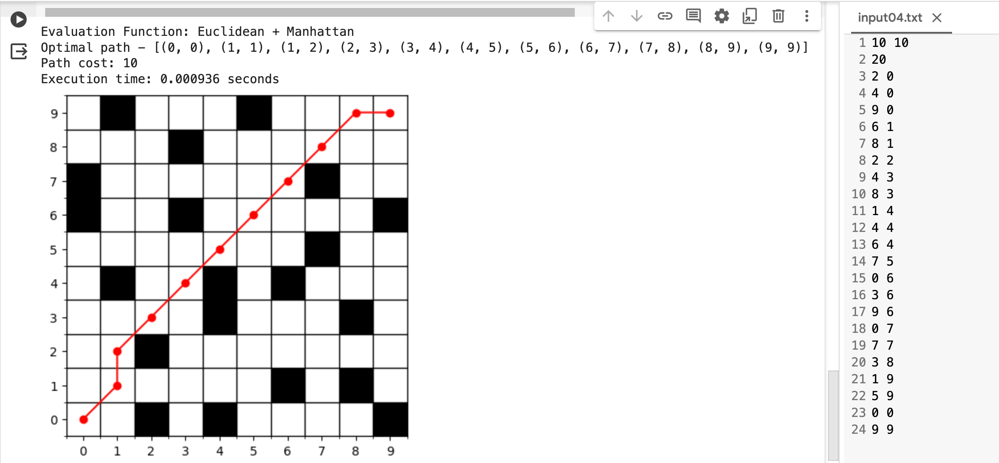 Evaluation Function: Euclidean + Manhattan
Optimal path – [(0, 0), (1, 1), (1, 2), (2, 3), (3, 4), (4, 5), (5, 6), (6, 7), (7, 8), (8, 9), (9, 9)]
Path cost: 10
Execution time: 0.000936 seconds
9
8
7
6
5
4
3
2
1
0
0 1 2 3 4 5 6 7 8 9
input04.txt
1 10 10
2 20
3 2 0
4 4 0
5 9 0
6 6 1
7 8 1
8 2 2
9 4 3
10 8 3
11 1 4
12 4 4
13 6 4
14 7 5
15 0 6
16 3 6
17 9 6
18 0 7
19 7 7
20 3 8
21 1 9
22 5 9
23 0 0
24 9 9